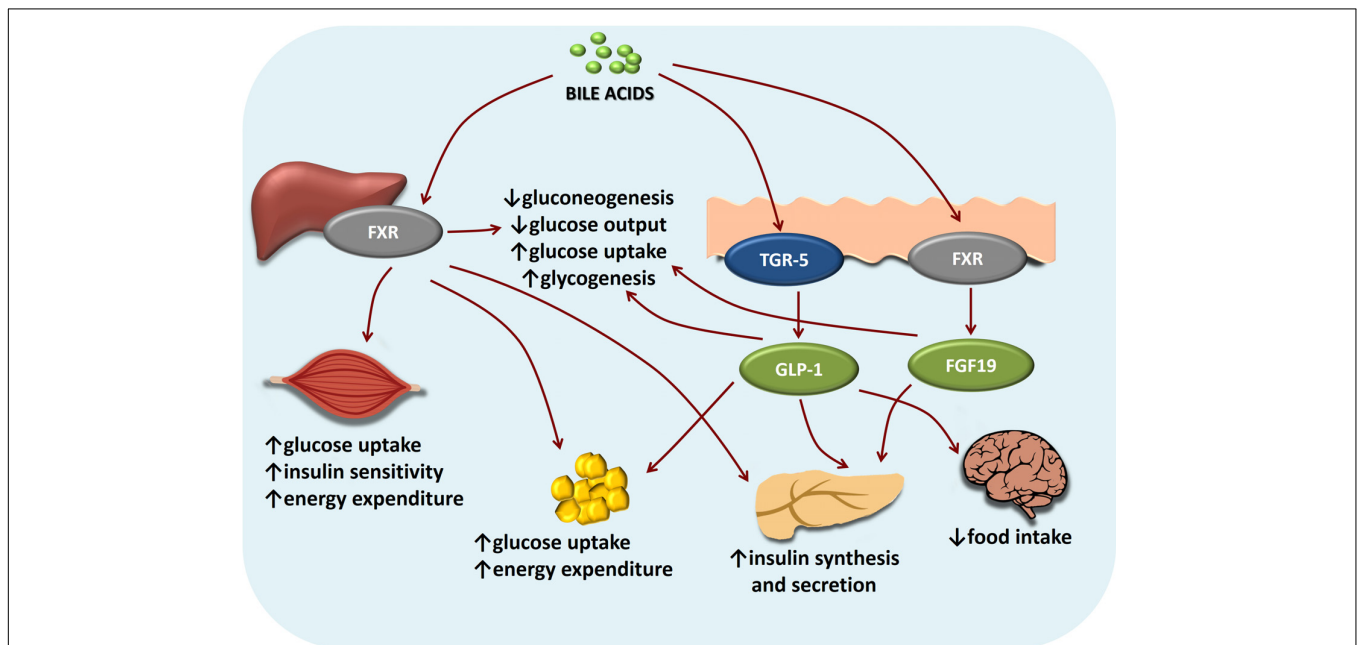 BILE ACIDS
FXR
↓gluconeogenesis
↓glucose output
↑glucose uptake
↑glycogenesis
TGR-5
FXR
GLP-1
FGF19
↑glucose uptake
↑insulin sensitivity
↑energy expenditure
↑glucose uptake
↑energy expenditure
↑insulin synthesis
and secretion
↓food intake